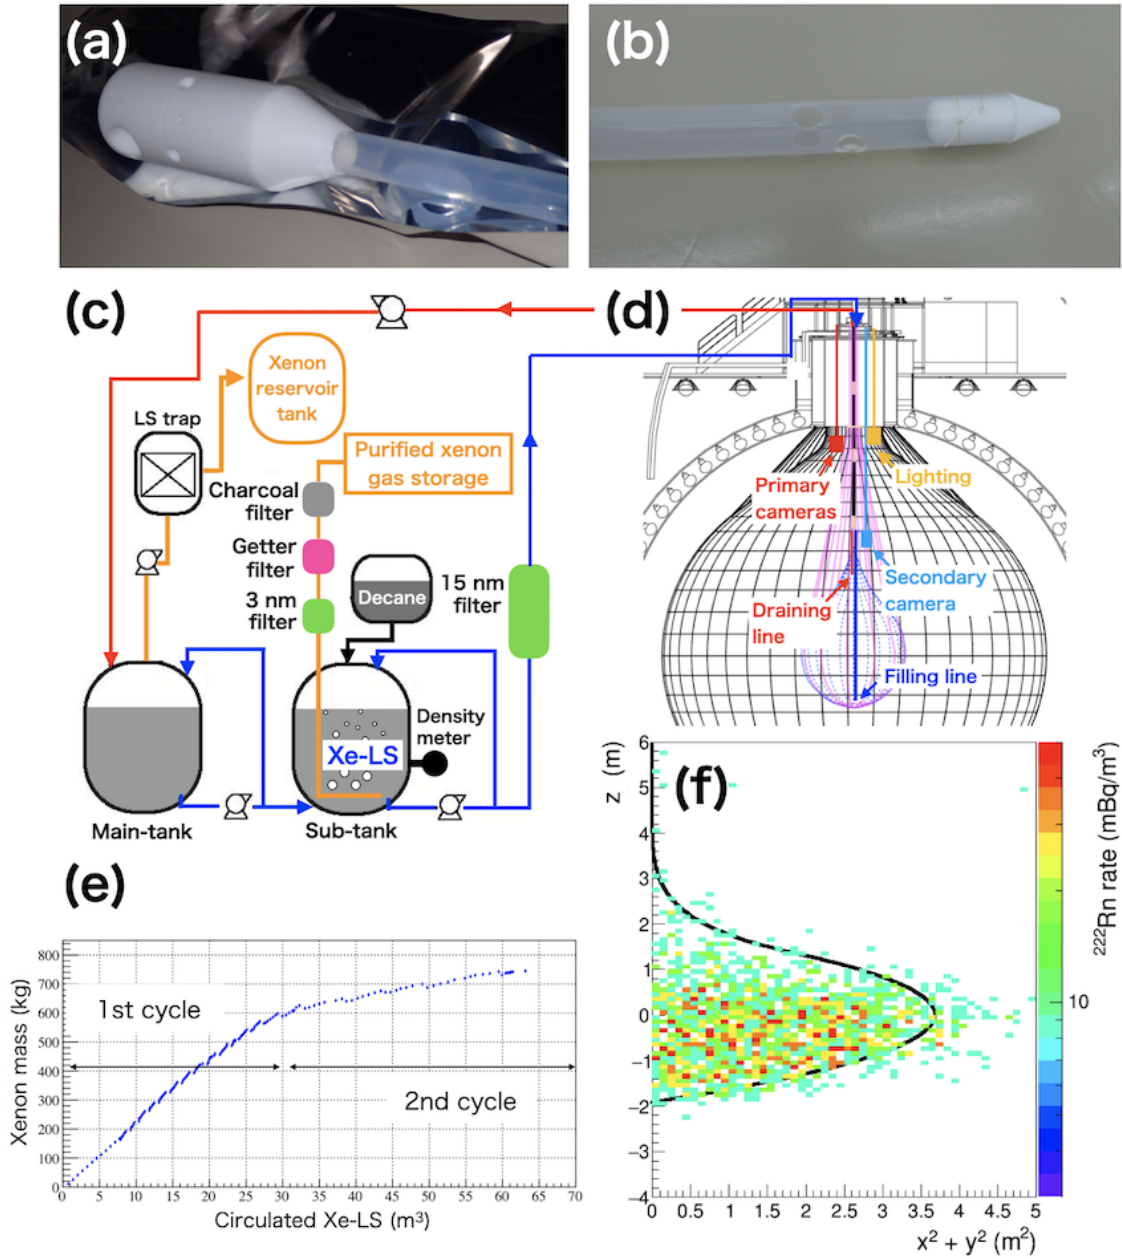 (a)
(b)
(c)
(d)
Xenon
reservoir
tank
LS trap
Purified xenon
gas storage
Charcoal
filter
Getter
filter
3 nm
filter
Decane
15 nm
filter
Xe-LS
Density
meter
Main-tank
Sub-tank
Primary
cameras
Lighting
Secondary
camera
Draining
line
Filling line
(e)
Xenon mass (kg)
800
700
600
500
400
300
200
100
0
1st cycle
2nd cycle
0 5 10 15 20 25 30 35 40 45 50 55 60 65 70
Circulated Xe-LS (m³)
(f)
z (m)
6
5
4
3
2
1
0
−1
−2
−3
−4
0 0.5 1 1.5 2 2.5 3 3.5 4 4.5 5
x² + y² (m²)
10
²²²Rn rate (mBq/m³)